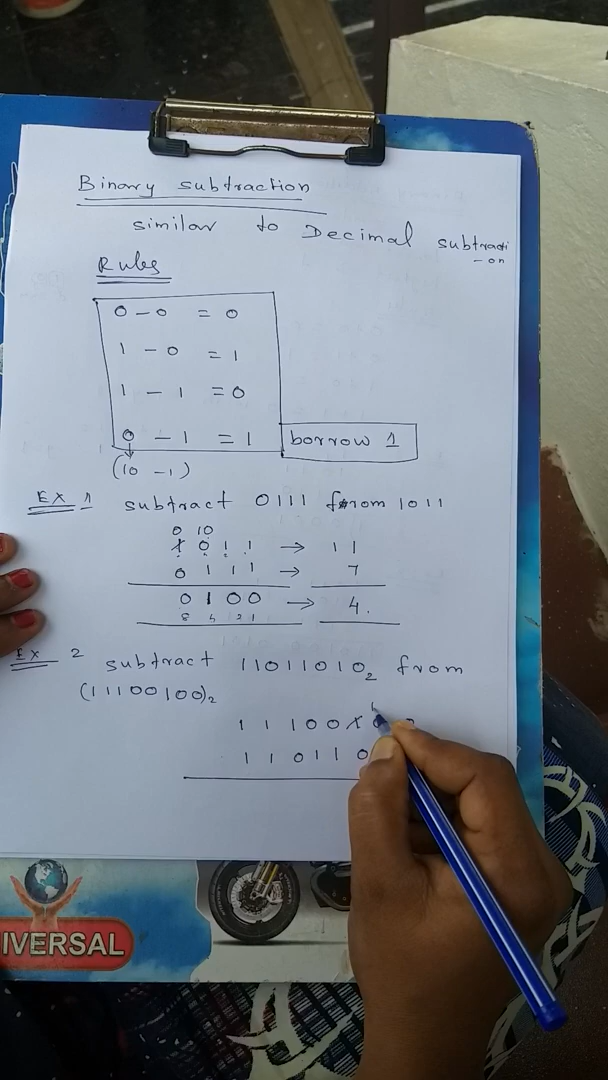 Binary subtraction
similar to Decimal subtracti
-on
Rules
0 - 0 = 0
1 - 0 = 1
1 - 1 = 0
0 - 1 = 1 borrow 1
(10 - 1)
EX 1 subtract 0111 from 1011
0 10
1 0 1 1 → 11
0 1 1 1 → 7
0 1 0 0 → 4.
8 4 2 1
EX 2 subtract 11011010₂ from
(11100100)₂
1 1 1 0 0 1 0
1 1 0 1 1 0
IVERSAL